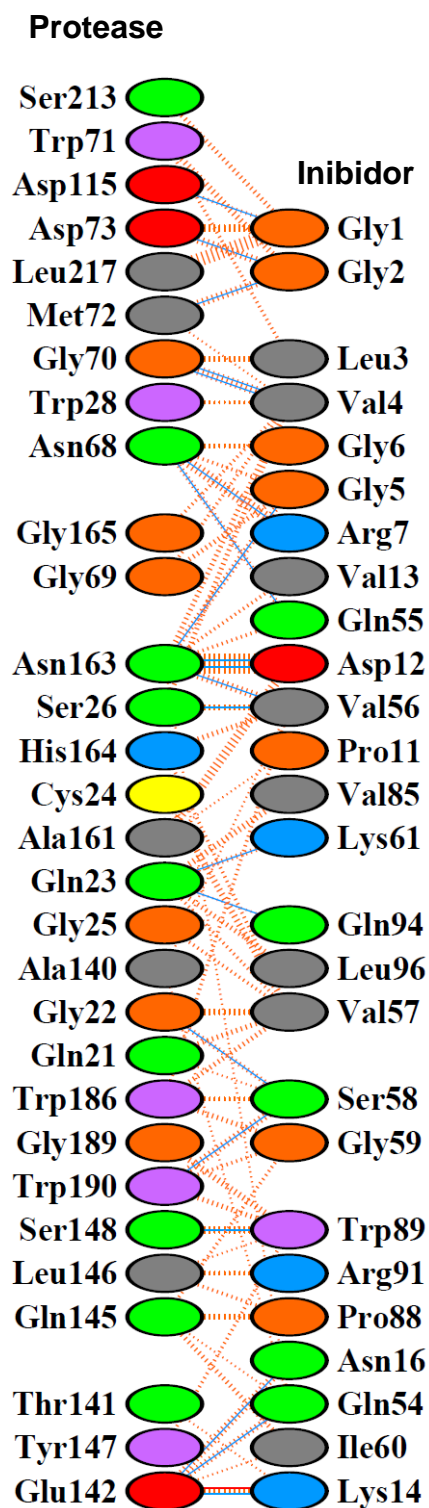 Protease
Ser213
Trp71
Asp115
Inibidor
Asp73 Gly1
Leu217 Gly2
Met72
Gly70 Leu3
Trp28 Val4
Asn68 Gly6
Gly5
Gly165 Arg7
Gly69 Val13
Gln55
Asn163 Asp12
Ser26 Val56
His164 Pro11
Cys24 Val85
Ala161 Lys61
Gln23
Gly25 Gln94
Ala140 Leu96
Gly22 Val57
Gln21
Trp186 Ser58
Gly189 Gly59
Trp190
Ser148 Trp89
Leu146 Arg91
Gln145 Pro88
Asn16
Thr141 Gln54
Tyr147 Ile60
Glu142 Lys14